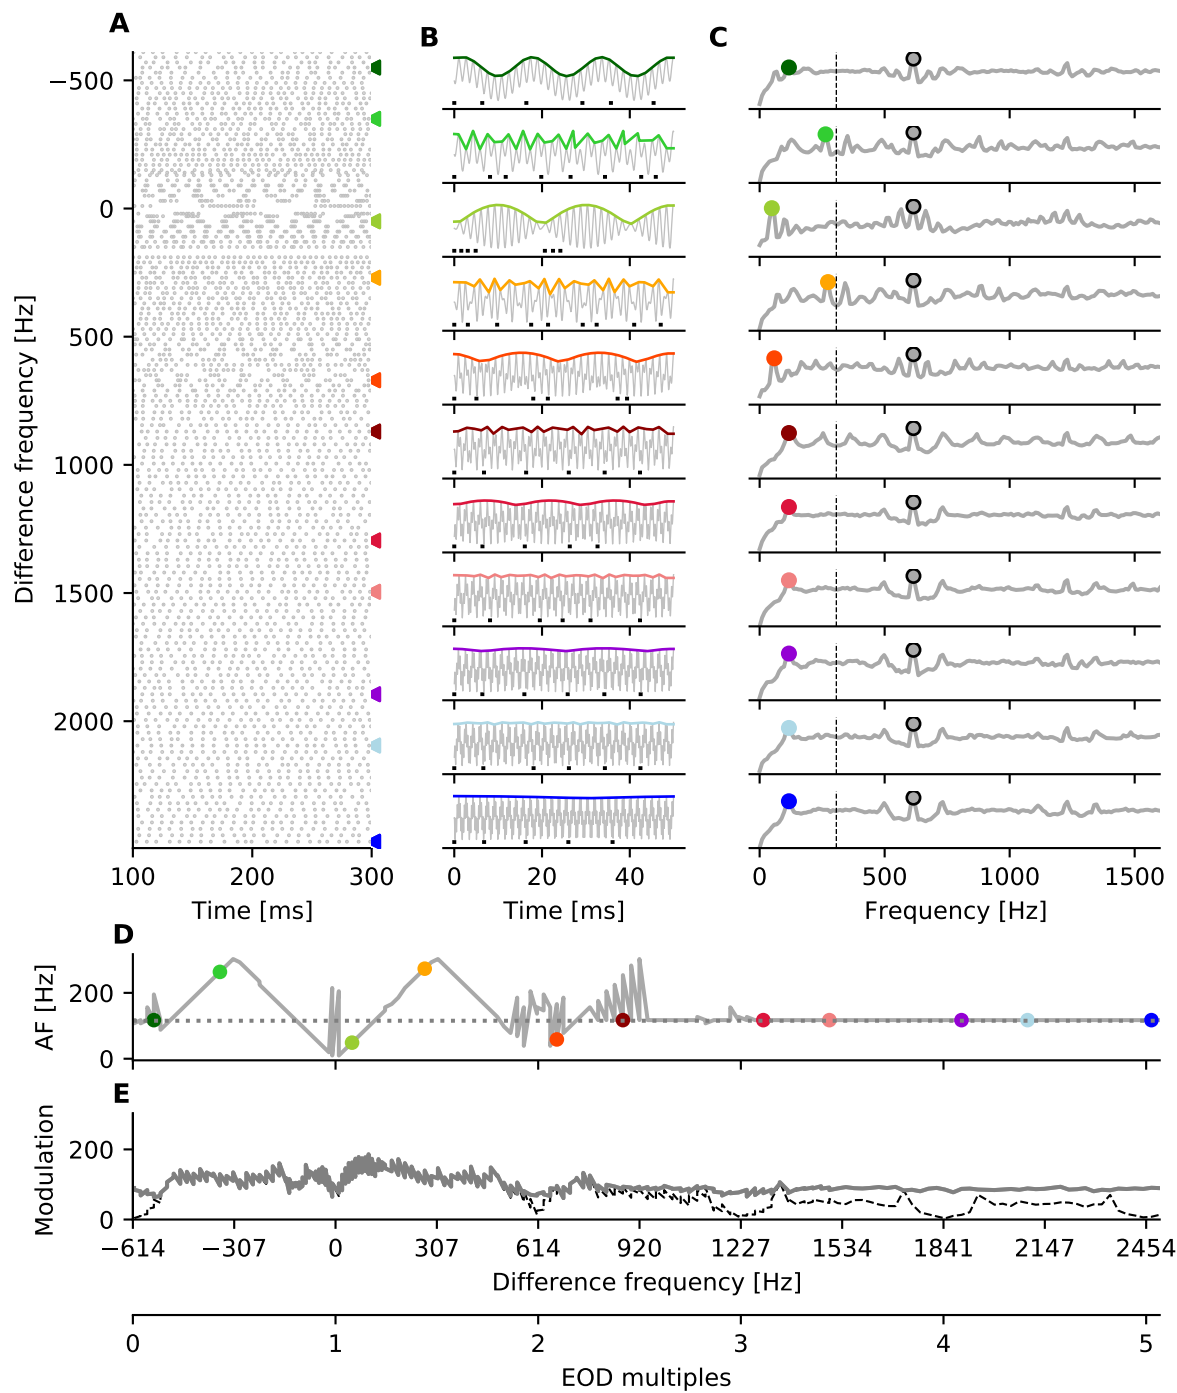 A
B
C
Difference frequency [Hz]
−500
0
500
1000
1500
2000
100 200 300
Time [ms]
0 20 40
Time [ms]
0 500 1000 1500
Frequency [Hz]
D
AF [Hz]
200
0
E
Modulation
200
0
−614 −307 0 307 614 920 1227 1534 1841 2147 2454
Difference frequency [Hz]
0 1 2 3 4 5
EOD multiples